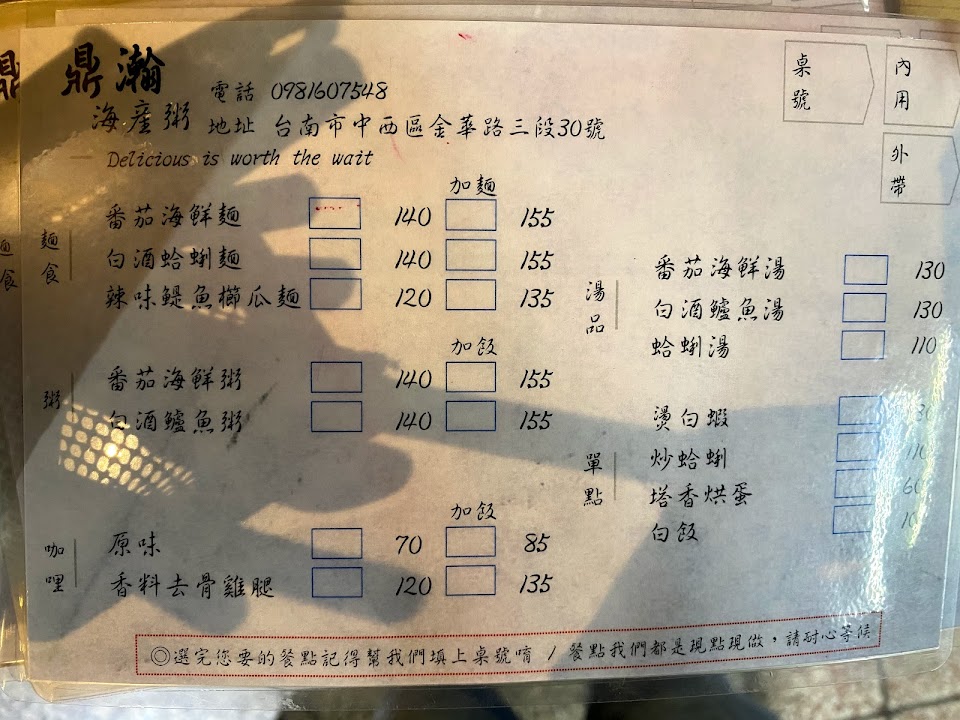 鼎瀚
海產粥
電話 0981607548
地址 台南市中西區金華路三段30號
Delicious is worth the wait
桌號
內用
外帶
麵食
加麵
番茄海鮮麵 140 155
白酒蛤蜊麵 140 155
辣味鯷魚櫛瓜麵 120 135
粥
加飯
番茄海鮮粥 140 155
白酒鱸魚粥 140 155
咖哩
加飯
原味 70 85
香料去骨雞腿 120 135
湯品
番茄海鮮湯 130
白酒鱸魚湯 130
蛤蜊湯 110
單點
燙白蝦
炒蛤蜊 110
塔香烘蛋 60
白飯 10
◎選完您要的餐點記得幫我們填上桌號唷 / 餐點我們都是現點現做，請耐心等候